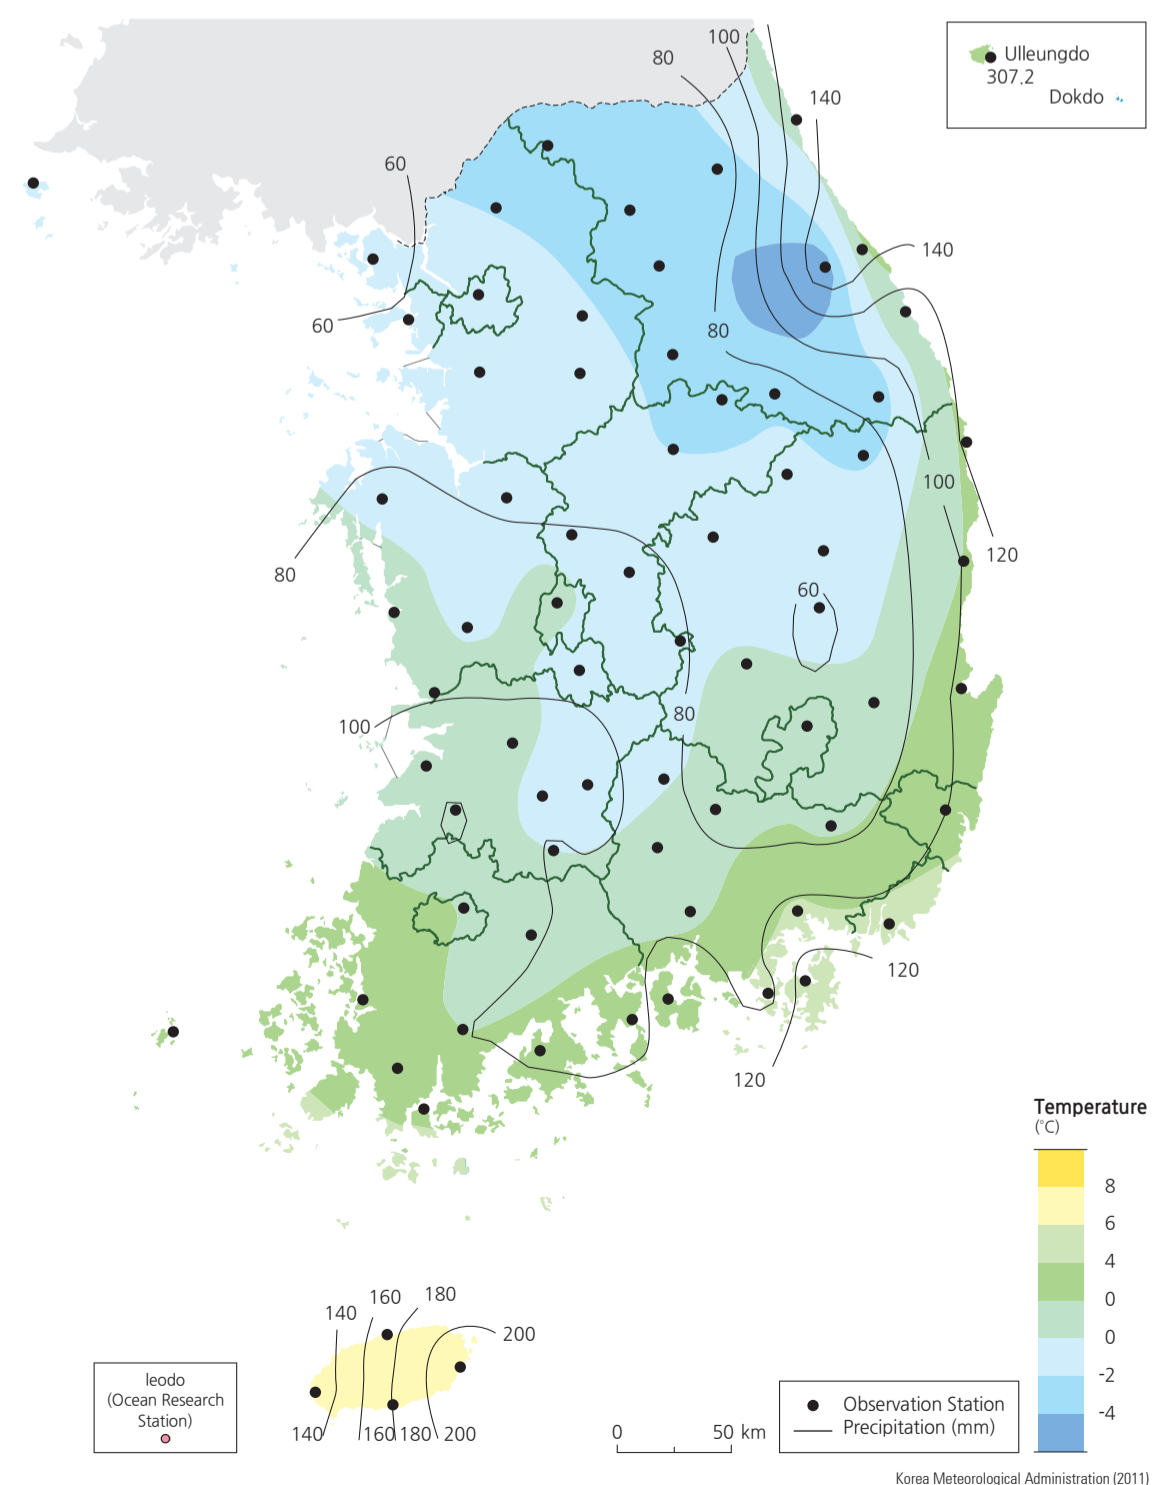 100
80
140
Ulleungdo
307.2
Dokdo
60
140
60
80
100
120
80
60
80
100
120
120
Temperature
(°C)
8
6
4
0
0
-2
-4
180
160
140
200
Ieodo
(Ocean Research
Station)
140
160
180
200
0
50 km
Observation Station
Precipitation (mm)
Korea Meteorological Administration (2011)